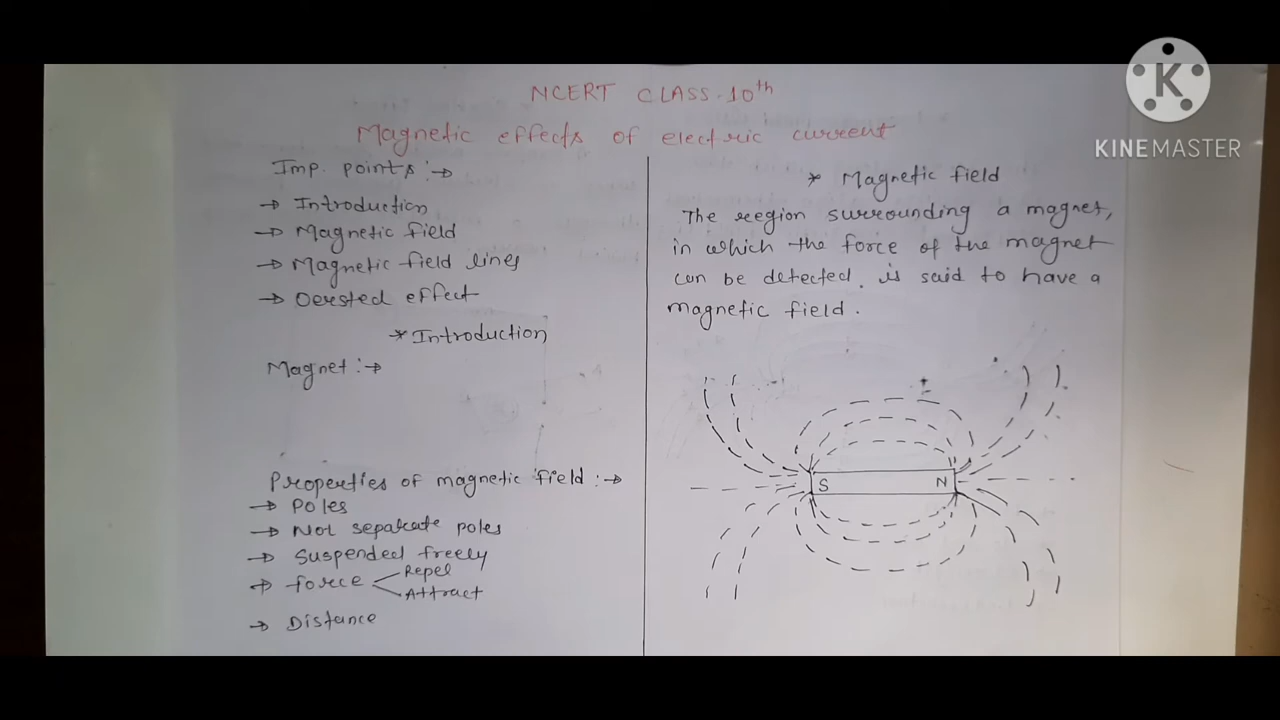 NCERT CLASS-10th
Magnetic effects of electric current
Imp. points :→
→ Introduction
→ Magnetic field
→ Magnetic field lines
→ Oersted effect
* Introduction
Magnet :→
Properties of magnetic field :→
→ Poles
→ Not separate poles
→ Suspended freely
→ force
Repel
Attract
→ Distance
* Magnetic field
The reegion surrounding a magnet,
in which the force of the magnet
can be detected. is said to have a
magnetic field.
S N
K
KINEMASTER